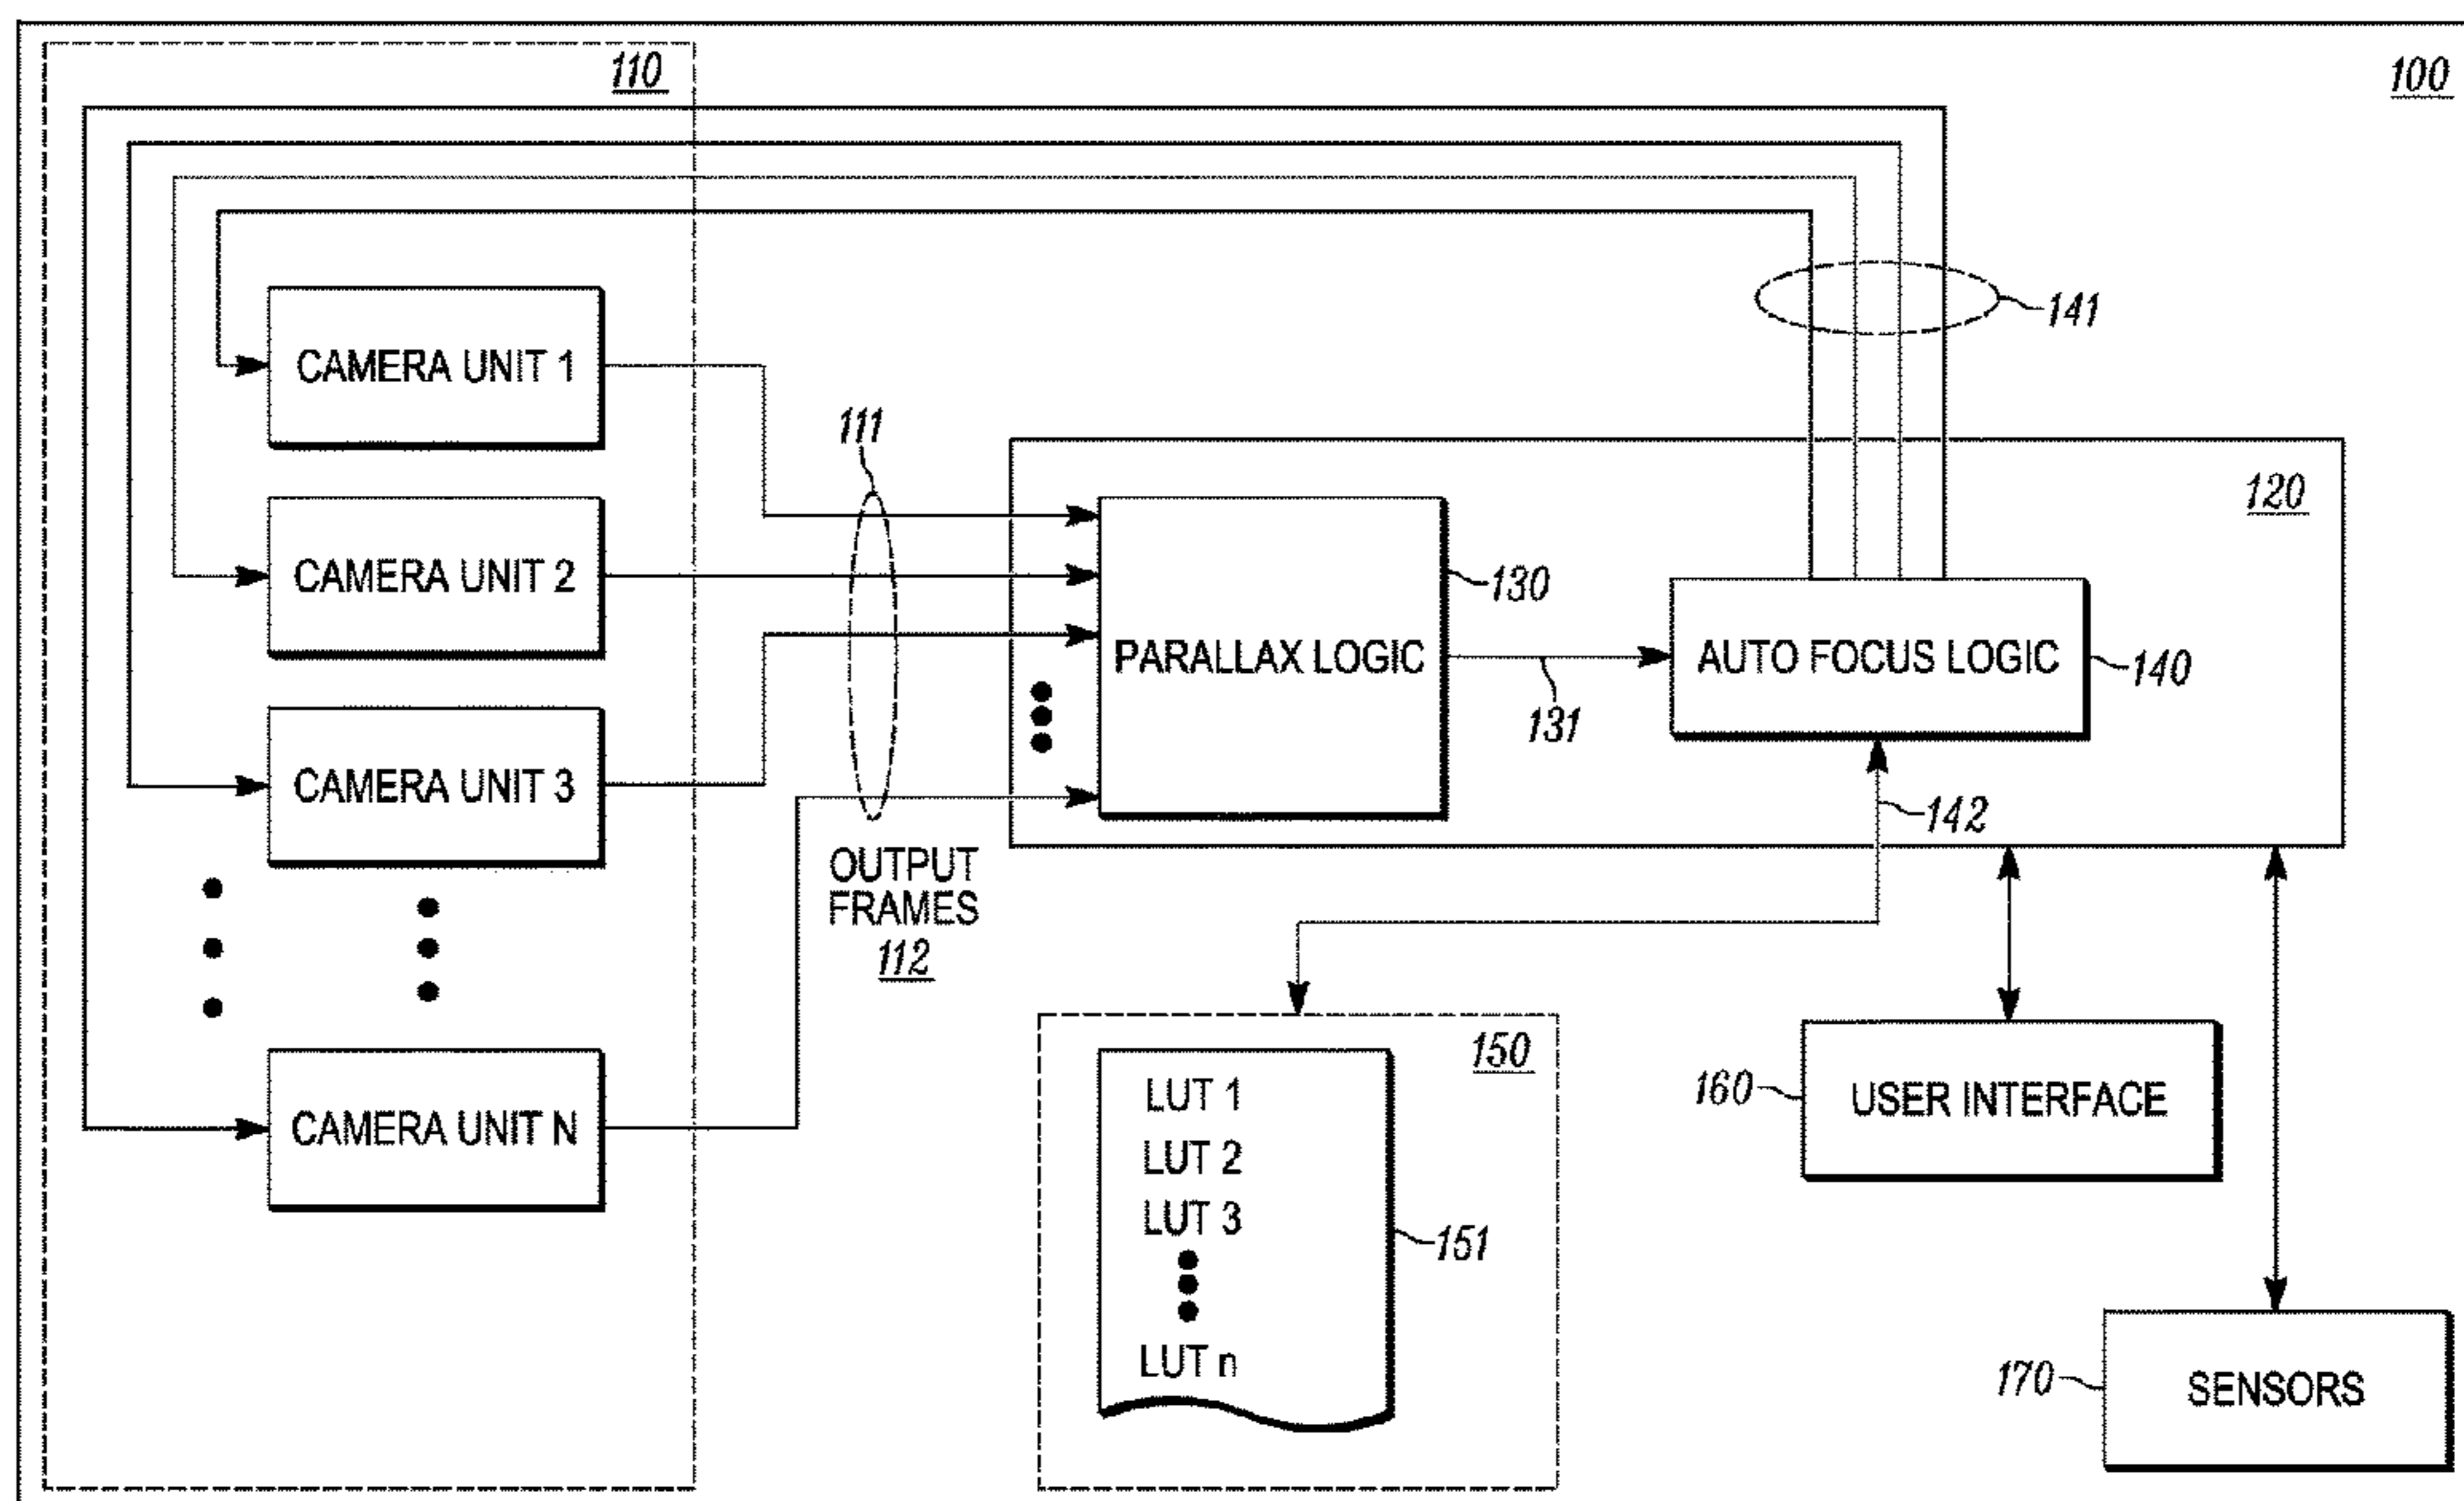 110
100
141
CAMERA UNIT 1
111
120
CAMERA UNIT 2
130
PARALLAX LOGIC
AUTO FOCUS LOGIC
140
131
CAMERA UNIT 3
142
OUTPUT
FRAMES
112
150
LUT 1
160
USER INTERFACE
CAMERA UNIT N
LUT 2
LUT 3
151
LUT n
170
SENSORS